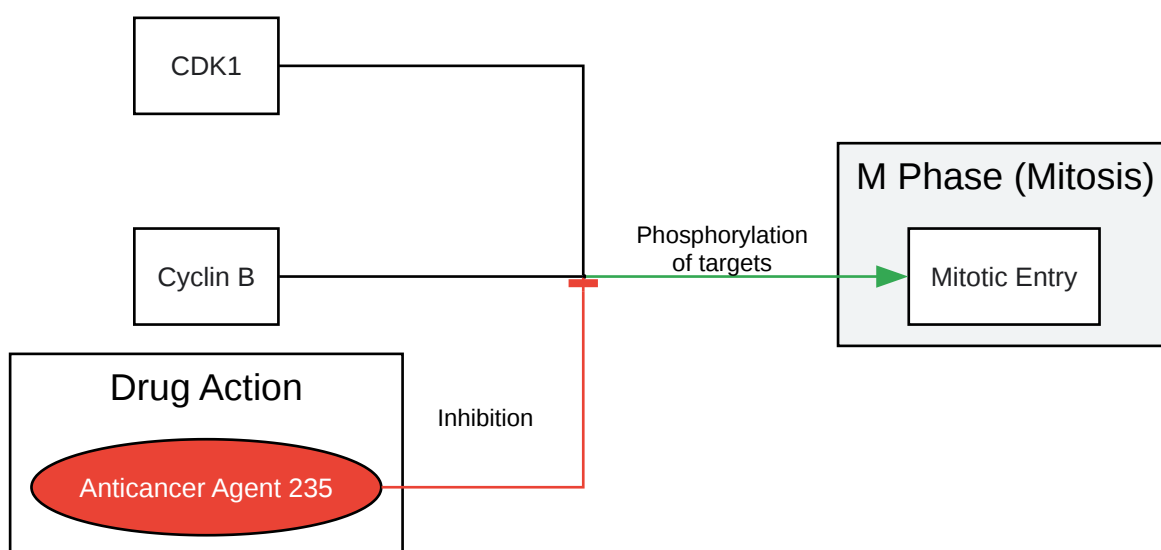 CDK1
M Phase (Mitosis)
Phosphorylation
of targets
Cyclin B
Mitotic Entry
Drug Action
Inhibition
Anticancer Agent 235